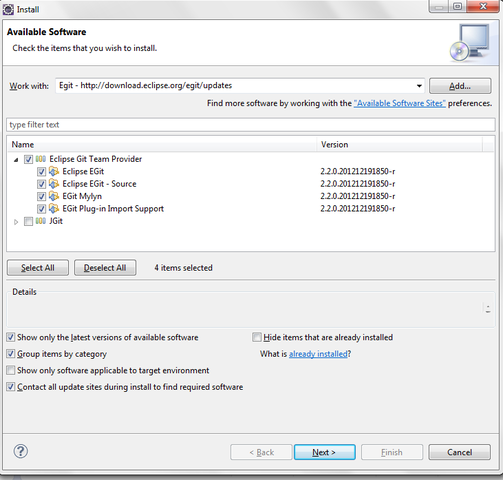 Install
Available Software
Check the items that you wish to install.
Work with: Egit - http://download.eclipse.org/egit/updates Add...
Find more software by working with the "Available Software Sites" preferences.
type filter text
Name Version
Eclipse Git Team Provider
Eclipse EGit 2.2.0.201212191850-r
Eclipse EGit - Source 2.2.0.201212191850-r
EGit Mylyn 2.2.0.201212191850-r
EGit Plug-in Import Support 2.2.0.201212191850-r
JGit
Select All Deselect All 4 items selected
Details
Show only the latest versions of available software Hide items that are already installed
Group items by category What is already installed?
Show only software applicable to target environment
Contact all update sites during install to find required software
? < Back Next > Finish Cancel